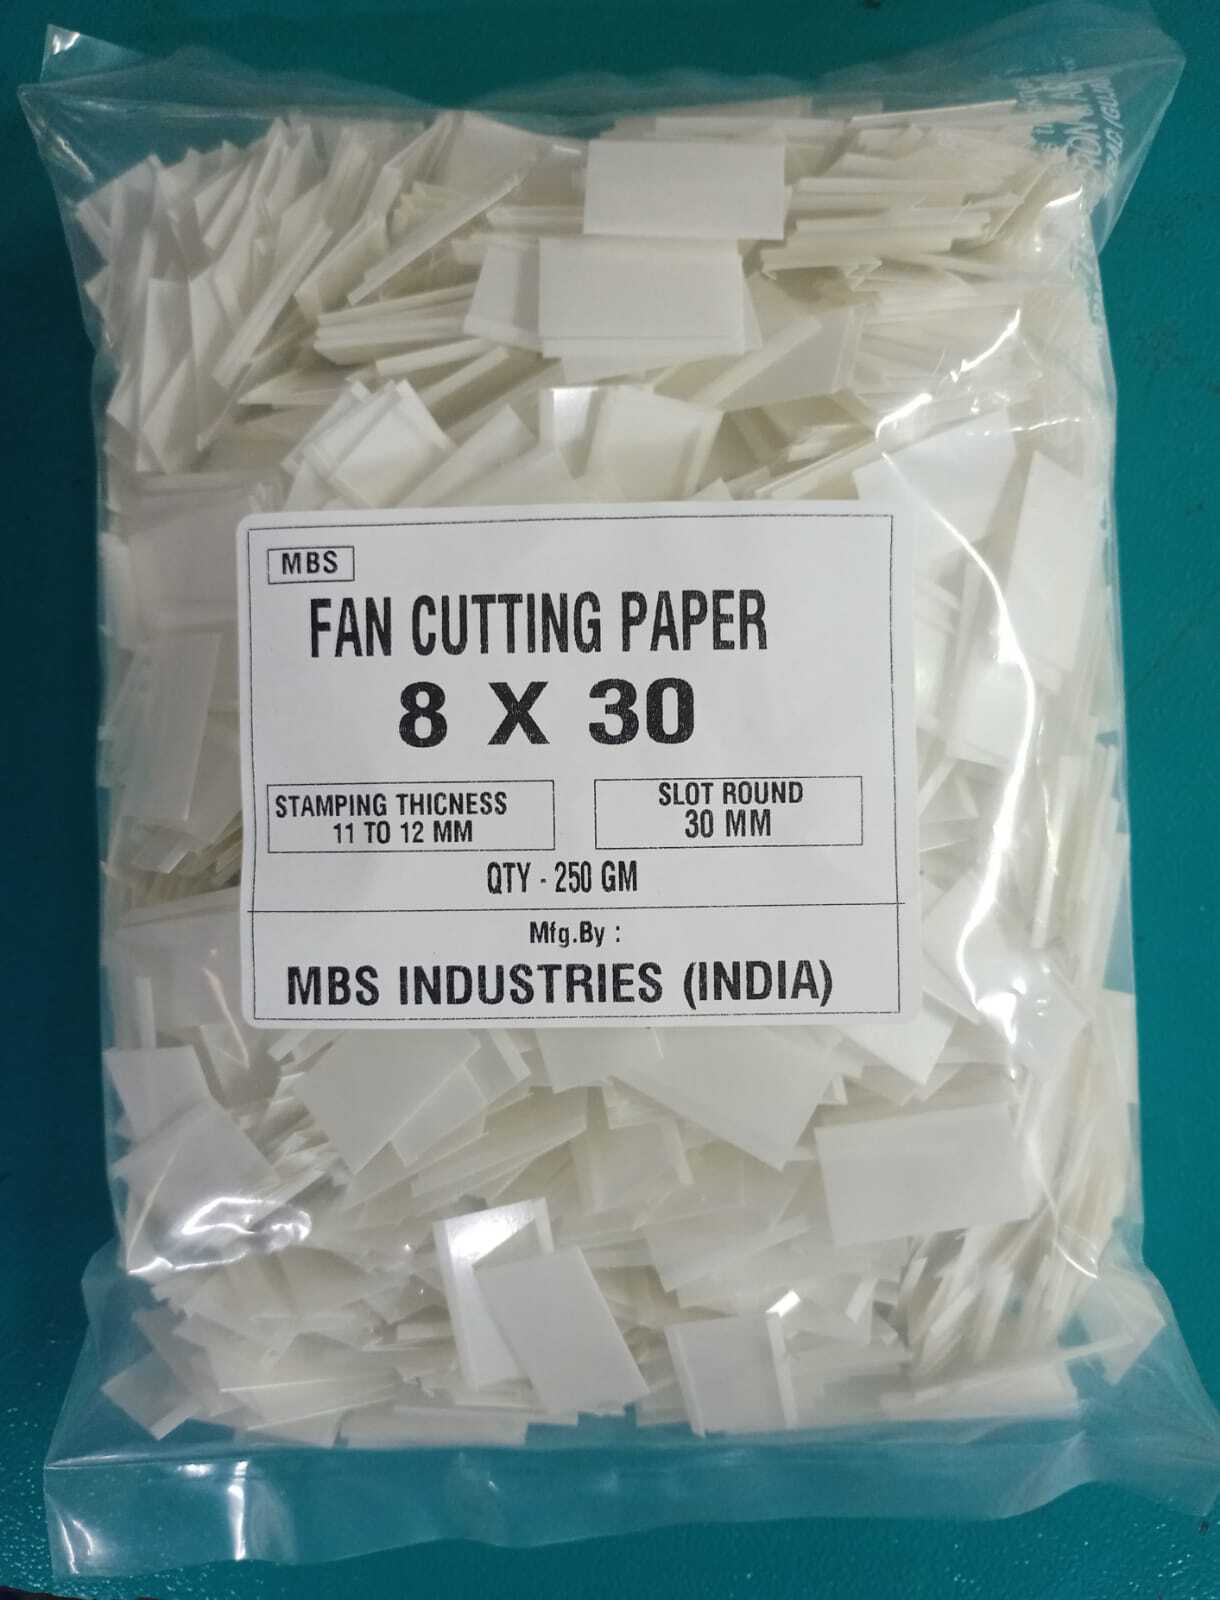 MBS
FAN CUTTING PAPER
8 X 30
STAMPING THICNESS
11 TO 12 MM
SLOT ROUND
30 MM
QTY - 250 GM
Mfg.By :
MBS INDUSTRIES (INDIA)